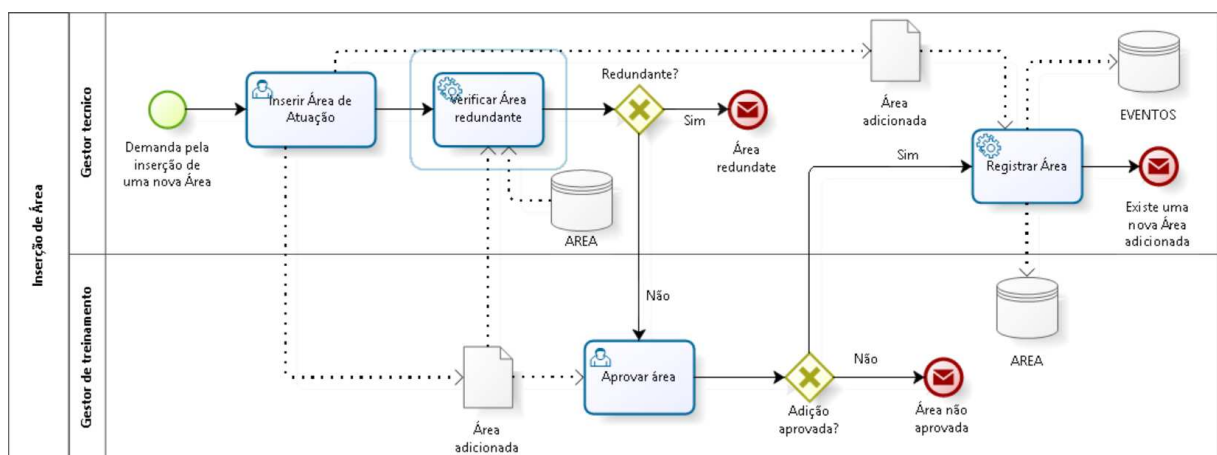 Inserção de Área
Gestor tecnico
Demanda pela
inserção de
uma nova Área
Inserir Área de
Atuação
Verificar Área
redundante
AREA
Redundante?
Sim
Área
redundate
Não
Área
adicionada
Sim
Registrar Área
EVENTOS
Existe uma
nova Área
adicionada
AREA
Gestor de treinamento
Área
adicionada
Aprovar área
Adição
aprovada?
Não
Área não
aprovada